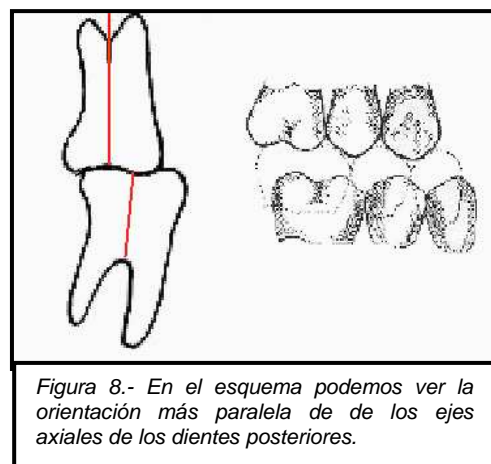 Figura 8.- En el esquema podemos ver la
orientación más paralela de de los ejes
axiales de los dientes posteriores.